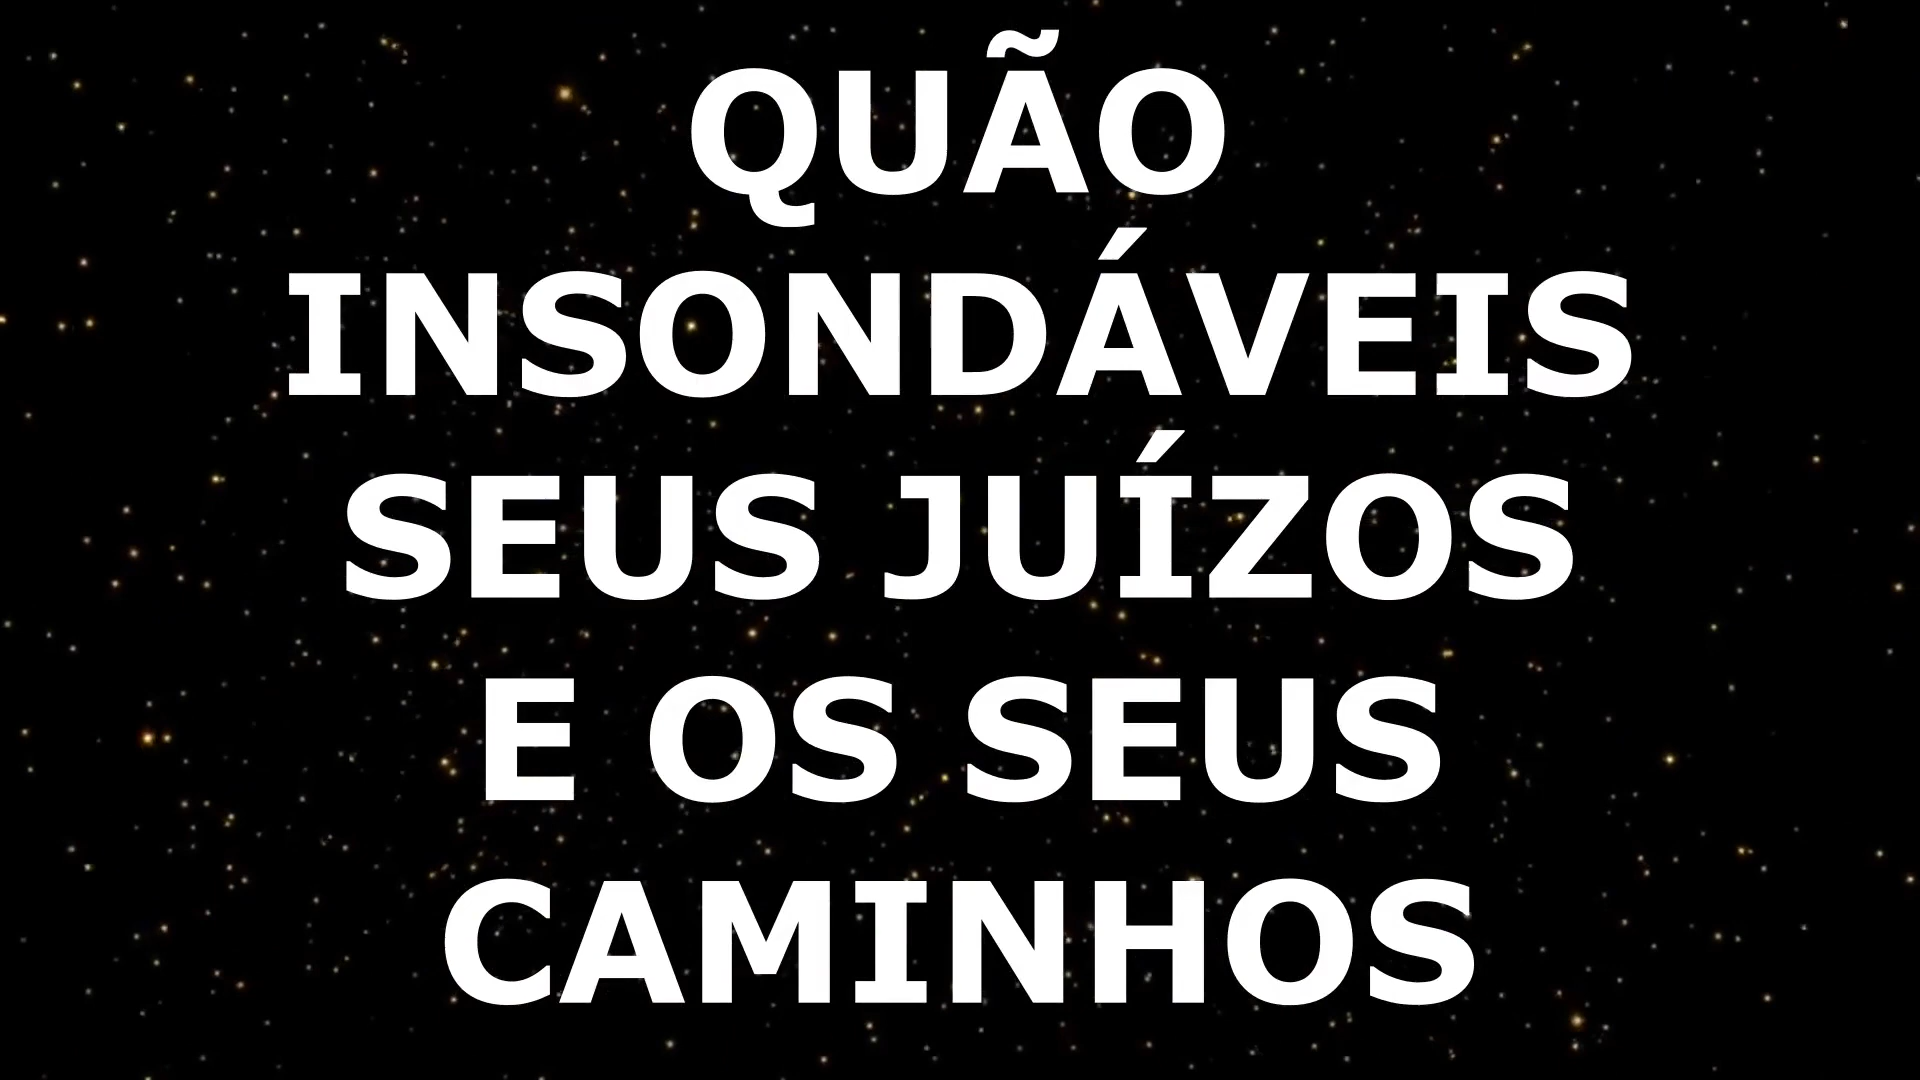 QUÃO
INSONDÁVEIS
SEUS JUÍZOS
E OS SEUS
CAMINHOS